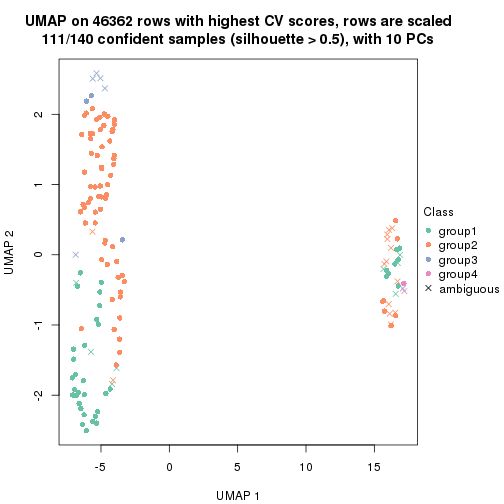 UMAP on 46362 rows with highest CV scores, rows are scaled
111/140 confident samples (silhouette > 0.5), with 10 PCs
UMAP 2
2
1
0
-1
-2
-5
0
5
10
15
UMAP 1
Class
group1
group2
group3
group4
ambiguous